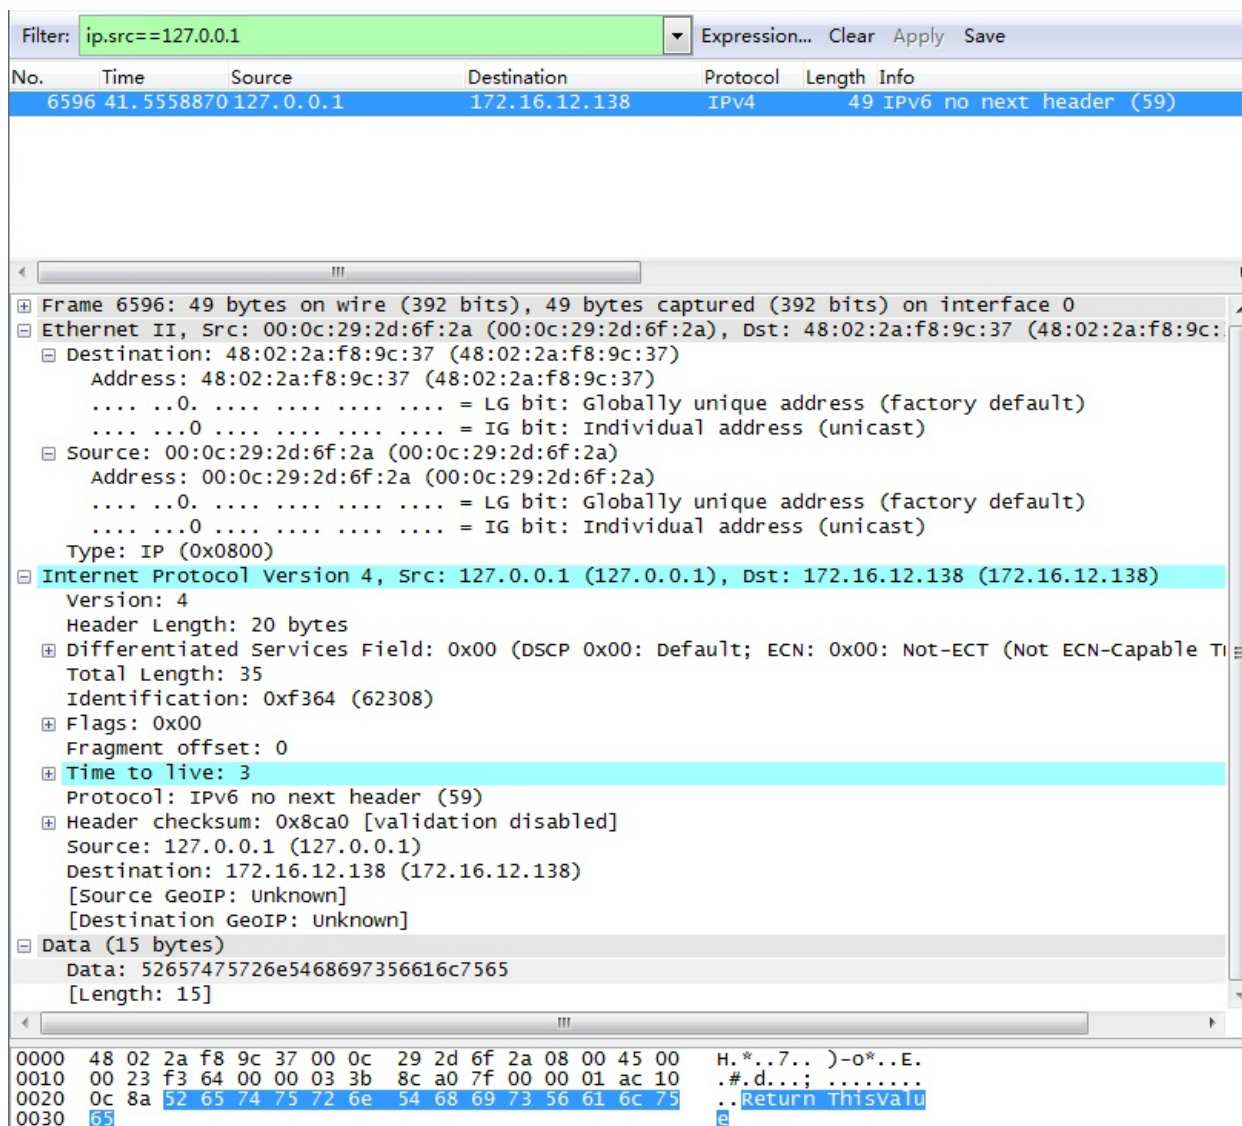 Filter: ip.src==127.0.0.1 Expression... Clear Apply Save
No. Time Source Destination Protocol Length Info
6596 41.5558870 127.0.0.1 172.16.12.138 IPv4 49 IPv6 no next header (59)
Frame 6596: 49 bytes on wire (392 bits), 49 bytes captured (392 bits) on interface 0
Ethernet II, Src: 00:0c:29:2d:6f:2a (00:0c:29:2d:6f:2a), Dst: 48:02:2a:f8:9c:37 (48:02:2a:f8:9c:
Destination: 48:02:2a:f8:9c:37 (48:02:2a:f8:9c:37)
Address: 48:02:2a:f8:9c:37 (48:02:2a:f8:9c:37)
.... ..0. .... .... .... .... = LG bit: Globally unique address (factory default)
.... ...0 .... .... .... .... = IG bit: Individual address (unicast)
Source: 00:0c:29:2d:6f:2a (00:0c:29:2d:6f:2a)
Address: 00:0c:29:2d:6f:2a (00:0c:29:2d:6f:2a)
.... ..0. .... .... .... .... = LG bit: Globally unique address (factory default)
.... ...0 .... .... .... .... = IG bit: Individual address (unicast)
Type: IP (0x0800)
Internet Protocol Version 4, Src: 127.0.0.1 (127.0.0.1), Dst: 172.16.12.138 (172.16.12.138)
Version: 4
Header Length: 20 bytes
Differentiated Services Field: 0x00 (DSCP 0x00: Default; ECN: 0x00: Not-ECT (Not ECN-Capable
Total Length: 35
Identification: 0xf364 (62308)
Flags: 0x00
Fragment offset: 0
Time to live: 3
Protocol: IPv6 no next header (59)
Header checksum: 0x8ca0 [validation disabled]
Source: 127.0.0.1 (127.0.0.1)
Destination: 172.16.12.138 (172.16.12.138)
[Source GeoIP: Unknown]
[Destination GeoIP: Unknown]
Data (15 bytes)
Data: 52657475726e5468697356616c7565
[Length: 15]
0000 48 02 2a f8 9c 37 00 0c 29 2d 6f 2a 08 00 45 00 H.*..7.. )-o*..E.
0010 00 23 f3 64 00 00 03 3b 8c a0 7f 00 00 01 ac 10 .#.d...; ........
0020 0c 8a 52 65 74 75 72 6e 54 68 69 73 56 61 6c 75 ..Return ThisValu
0030 65 e